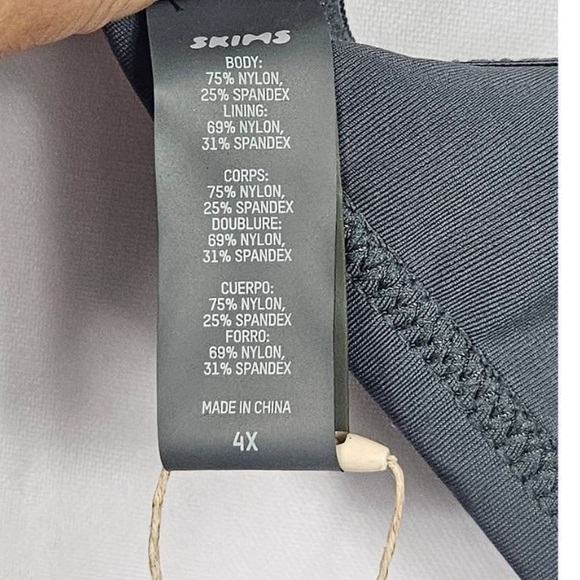 SKIMS
BODY:
75% NYLON,
25% SPANDEX
LINING:
69% NYLON,
31% SPANDEX
CORPS:
75% NYLON,
25% SPANDEX
DOUBLURE:
69% NYLON,
31% SPANDEX
CUERPO:
75% NYLON,
25% SPANDEX
FORRO:
69% NYLON,
31% SPANDEX
MADE IN CHINA
4X